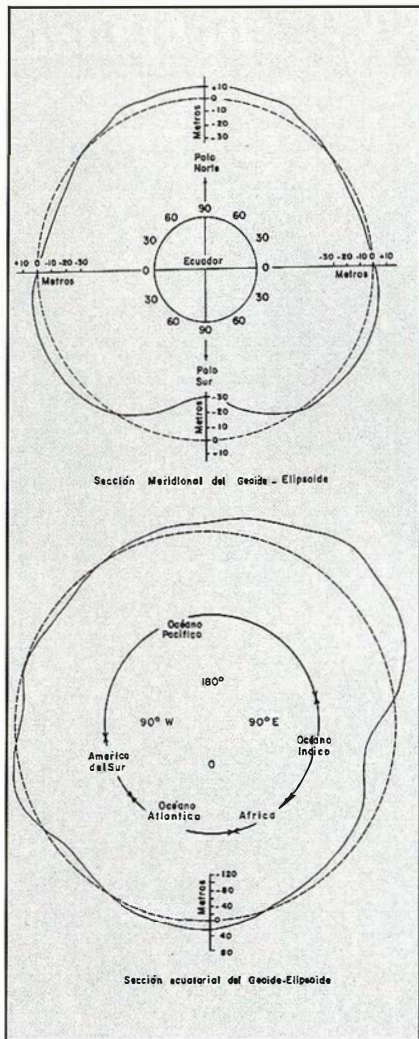 +10
0
-10
-20
-30
Metros
Polo
Norte
90
60 60
30 30
+10 0 -10 -20 -30
Metros
0 Ecuador 0
-30 -20 -10 0 +10
Metros
30 30
60 60
90
Polo
Sur
-30
-20
-10
0
-10
Metros
Sección Meridional del Geoide - Elipsoide
Océano
Pacífico
180°
90° W 90° E
America
del Sur
Océano
Indico
0
Océano
Atlantico
Africa
-120
-80
-40
0
40
80
Metros
Sección ecuatorial del Geoide-Elipsoide